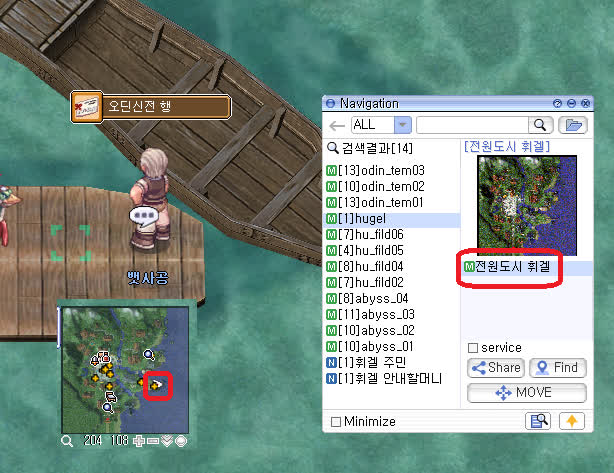 오딘신전 행
뱃사공
204 108
Navigation
ALL
검색결과[14]
[13]odin_tem03
[10]odin_tem02
[13]odin_tem01
[1]hugel
[7]hu_fild06
[4]hu_fild05
[8]hu_fild04
[7]hu_fild02
[8]abyss_04
[11]abyss_03
[10]abyss_02
[10]abyss_01
[1]휘겔 주민
[1]휘겔 안내할머니
Minimize
[전원도시 휘겔]
전원도시 휘겔
service
Share
Find
MOVE